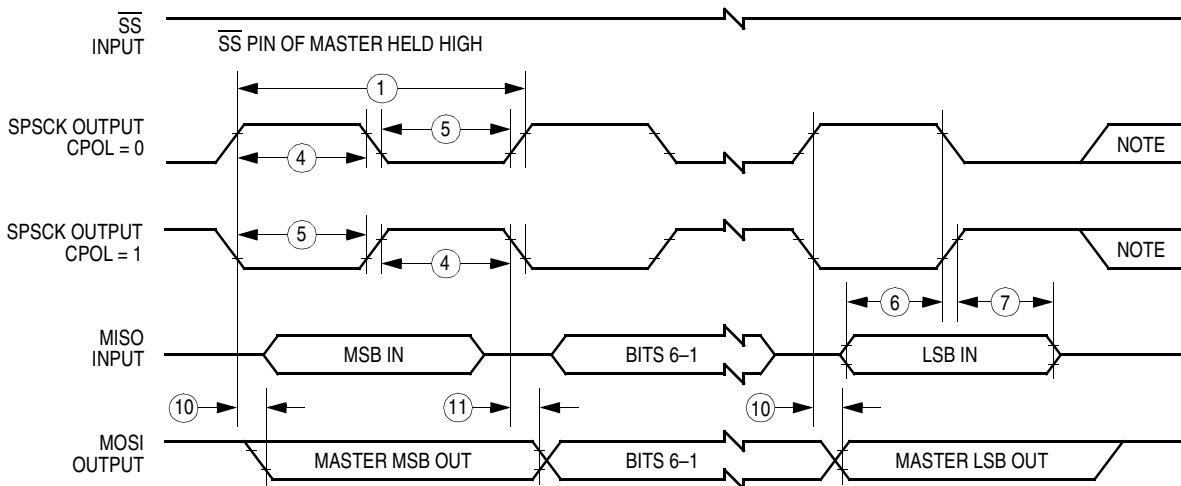 SS
INPUT
SS PIN OF MASTER HELD HIGH
1
SPSCK OUTPUT
CPOL = 0
5
4
NOTE
SPSCK OUTPUT
CPOL = 1
5
4
NOTE
6
7
MISO
INPUT
MSB IN
BITS 6–1
LSB IN
10
11
10
MOSI
OUTPUT
MASTER MSB OUT
BITS 6–1
MASTER LSB OUT